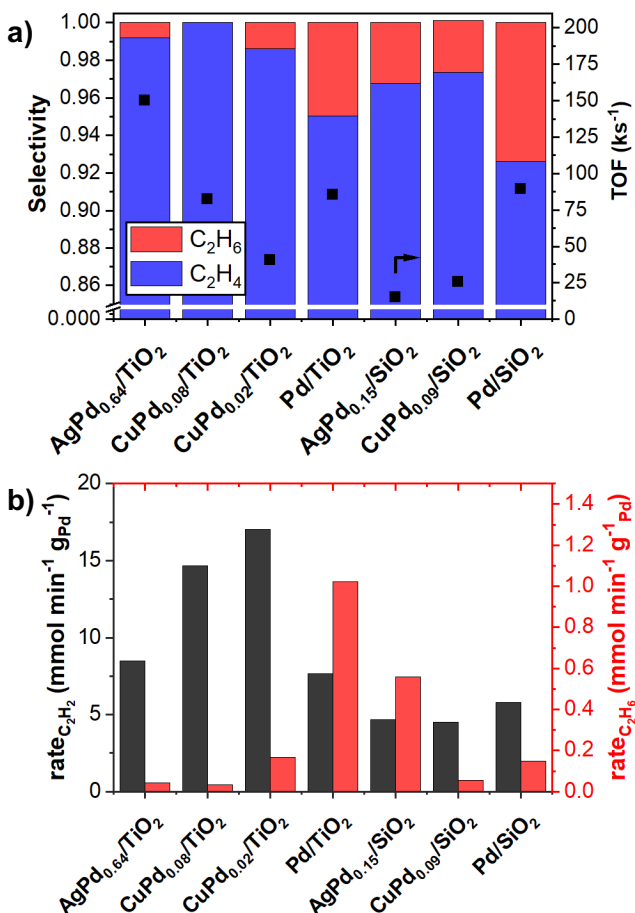 a)
Selectivity
1.00
0.98
0.96
0.94
0.92
0.90
0.88
0.86
0.000
C₂H₆
C₂H₄
200
175
150
125
100
75
50
25
0
TOF (ks⁻¹)
AgPd₀.₆₄/TiO₂
CuPd₀.₀₈/TiO₂
CuPd₀.₀₂/TiO₂
Pd/TiO₂
AgPd₀.₁₅/SiO₂
CuPd₀.₀₉/SiO₂
Pd/SiO₂
b)
rate_C₂H₂ (mmol min⁻¹ g_Pd⁻¹)
20
15
10
5
0
1.4
1.2
1.0
0.8
0.6
0.4
0.2
0.0
rate_C₂H₆ (mmol min⁻¹ g⁻¹_Pd)
AgPd₀.₆₄/TiO₂
CuPd₀.₀₈/TiO₂
CuPd₀.₀₂/TiO₂
Pd/TiO₂
AgPd₀.₁₅/SiO₂
CuPd₀.₀₉/SiO₂
Pd/SiO₂